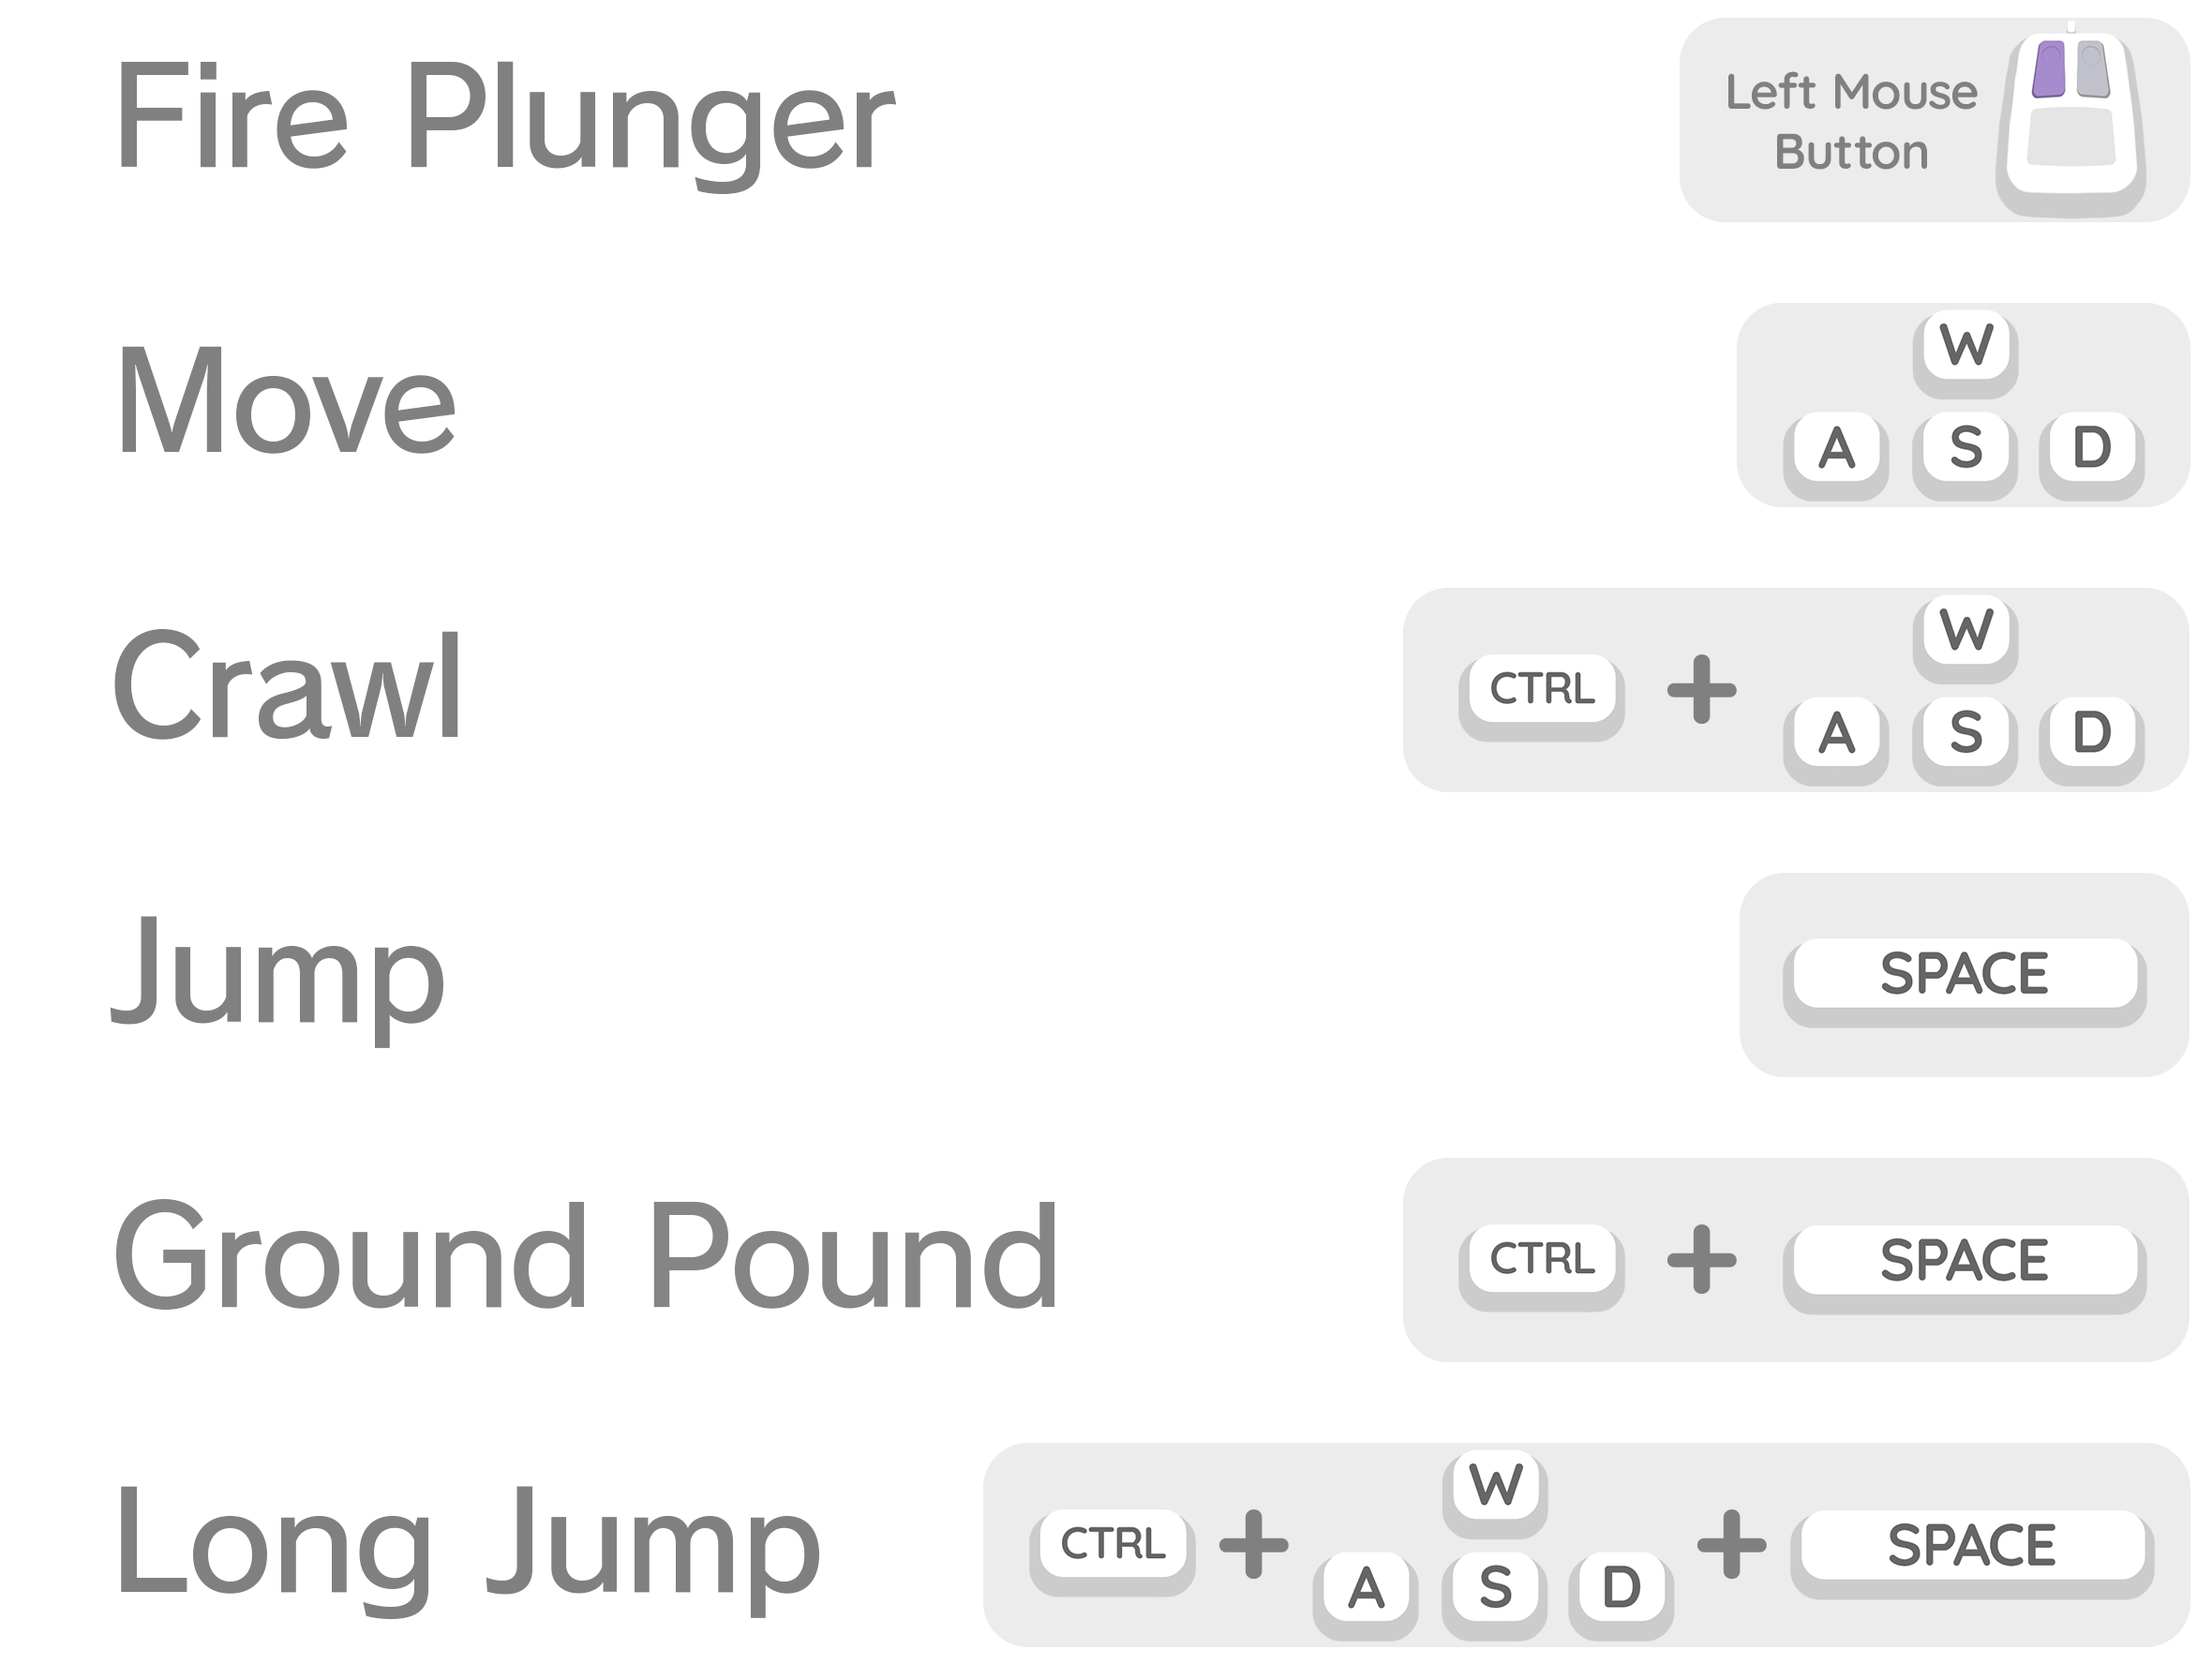 Fire Plunger
Left Mouse
Button
Move
W
A S D
Crawl
CTRL + W
A S D
Jump
SPACE
Ground Pound
CTRL + SPACE
Long Jump
CTRL + W
A S D + SPACE